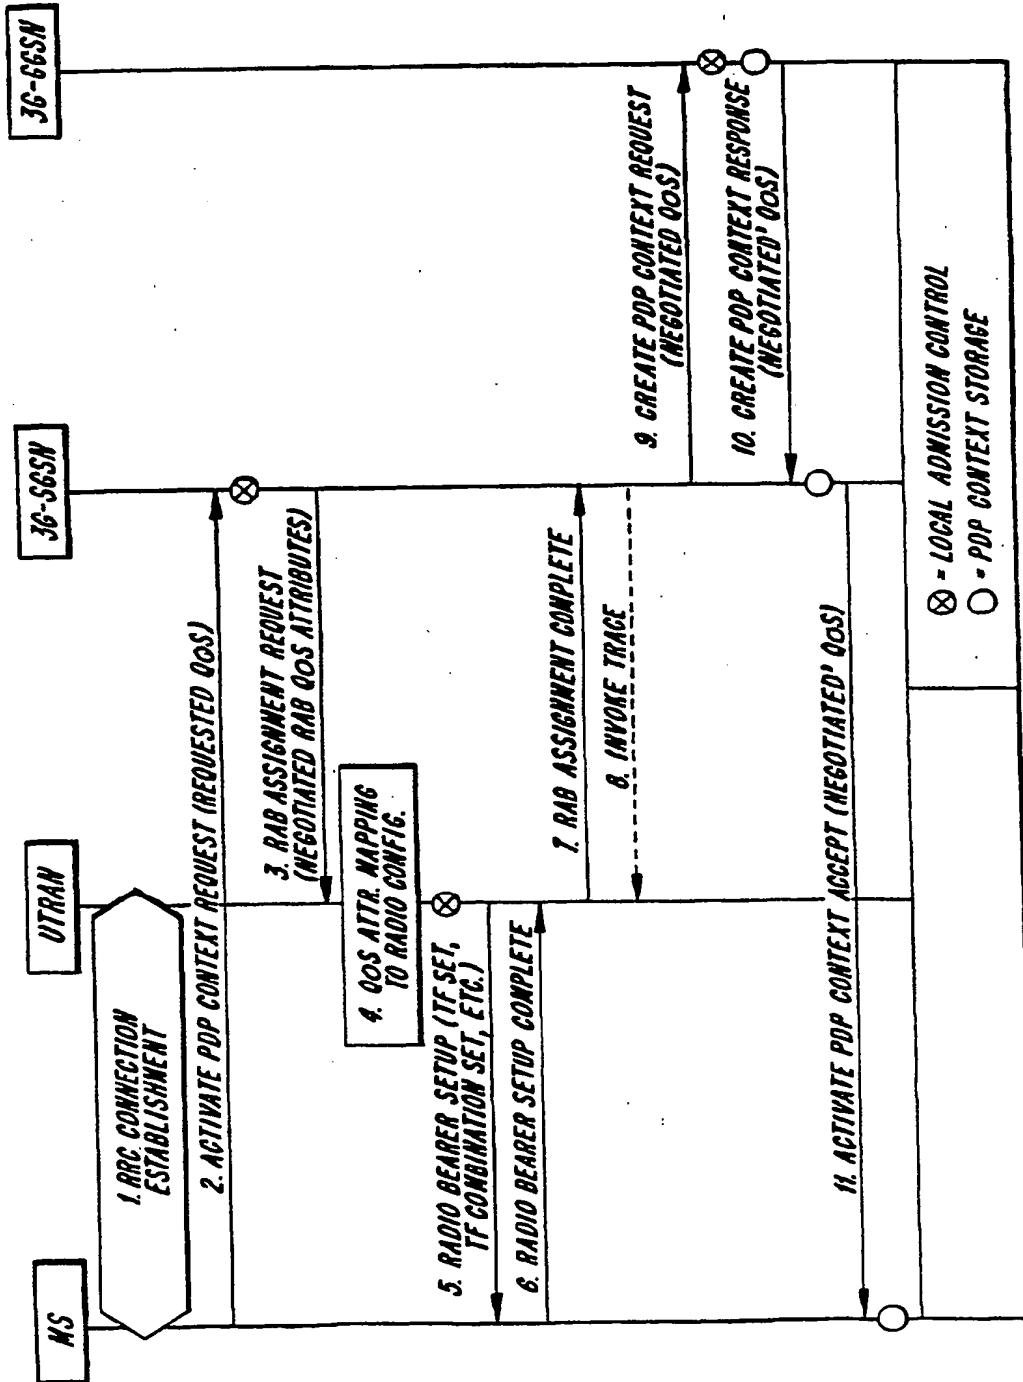 MS
UTRAN
3G-SGSN
3G-GGSN
1. RRC CONNECTION
ESTABLISHMENT
2. ACTIVATE PDP CONTEXT REQUEST (REQUESTED QOS)
3. RAB ASSIGNMENT REQUEST
(NEGOTIATED RAB QOS ATTRIBUTES)
4. QOS ATTR. MAPPING
TO RADIO CONFIG.
5. RADIO BEARER SETUP (TF SET,
TF COMBINATION SET, ETC.)
6. RADIO BEARER SETUP COMPLETE
7. RAB ASSIGNMENT COMPLETE
8. INVOKE TRACE
9. CREATE PDP CONTEXT REQUEST
(NEGOTIATED QOS)
10. CREATE PDP CONTEXT RESPONSE
(NEGOTIATED' QOS)
11. ACTIVATE PDP CONTEXT ACCEPT (NEGOTIATED' QOS)
= LOCAL ADMISSION CONTROL
= PDP CONTEXT STORAGE